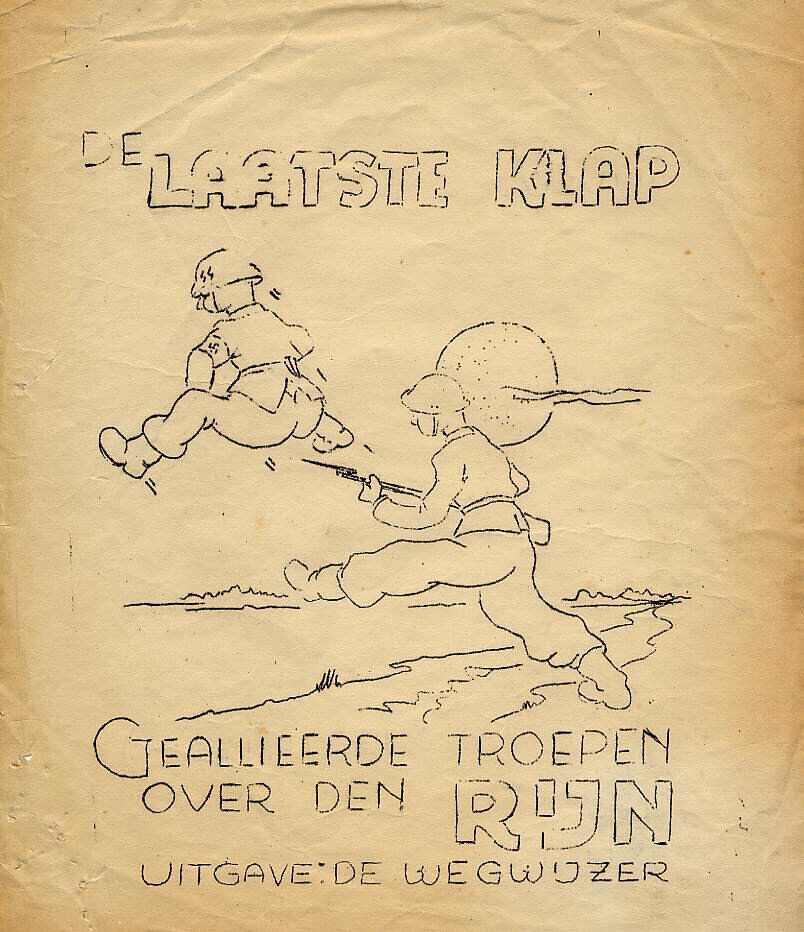 DE LAATSTE KLAP
GEALLIEERDE TROEPEN
OVER DEN RIJN
UITGAVE: DE WEGWIJZER